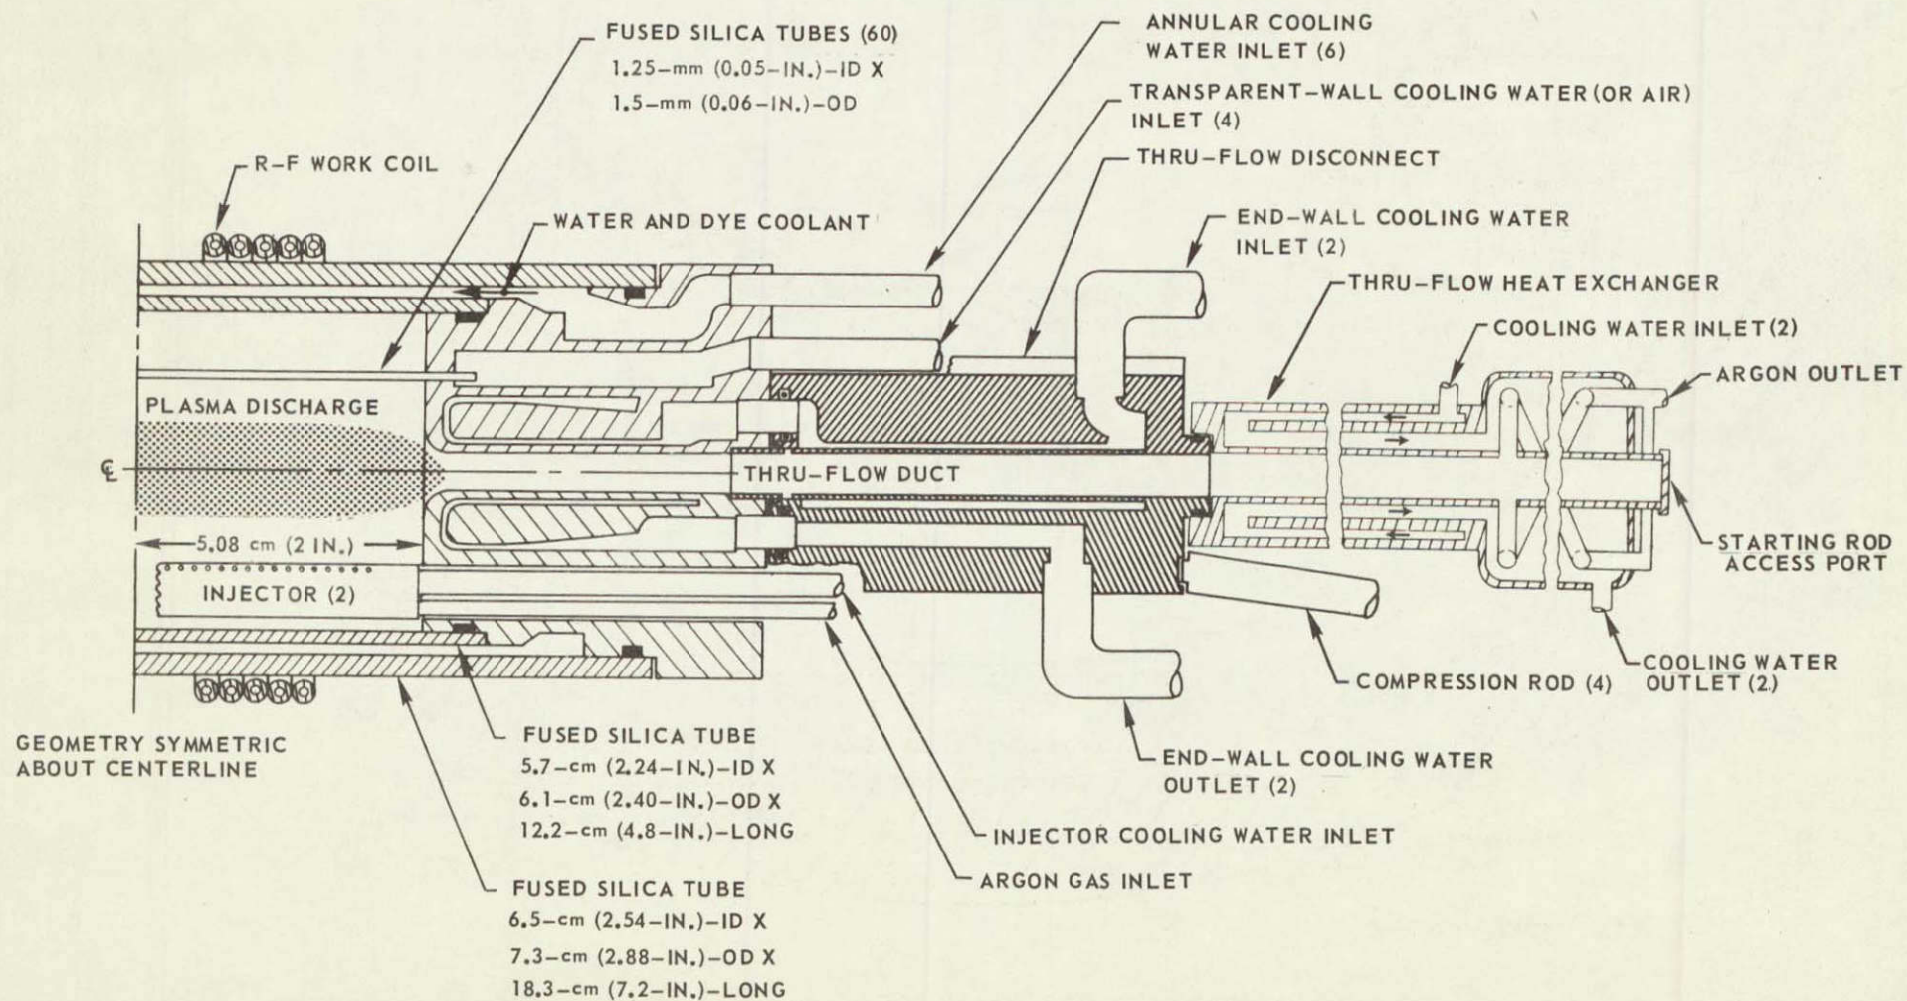 FUSED SILICA TUBES (60)
1.25-mm (0.05-IN.)-ID X
1.5-mm (0.06-IN.)-OD
ANNULAR COOLING
WATER INLET (6)
TRANSPARENT-WALL COOLING WATER (OR AIR)
INLET (4)
THRU-FLOW DISCONNECT
R-F WORK COIL
WATER AND DYE COOLANT
END-WALL COOLING WATER
INLET (2)
THRU-FLOW HEAT EXCHANGER
COOLING WATER INLET (2)
ARGON OUTLET
PLASMA DISCHARGE
℄
THRU-FLOW DUCT
5.08 cm (2 IN.)
INJECTOR (2)
STARTING ROD
ACCESS PORT
COOLING WATER
OUTLET (2)
COMPRESSION ROD (4)
GEOMETRY SYMMETRIC
ABOUT CENTERLINE
FUSED SILICA TUBE
5.7-cm (2.24-IN.)-ID X
6.1-cm (2.40-IN.)-OD X
12.2-cm (4.8-IN.)-LONG
END-WALL COOLING WATER
OUTLET (2)
INJECTOR COOLING WATER INLET
ARGON GAS INLET
FUSED SILICA TUBE
6.5-cm (2.54-IN.)-ID X
7.3-cm (2.88-IN.)-OD X
18.3-cm (7.2-IN.)-LONG